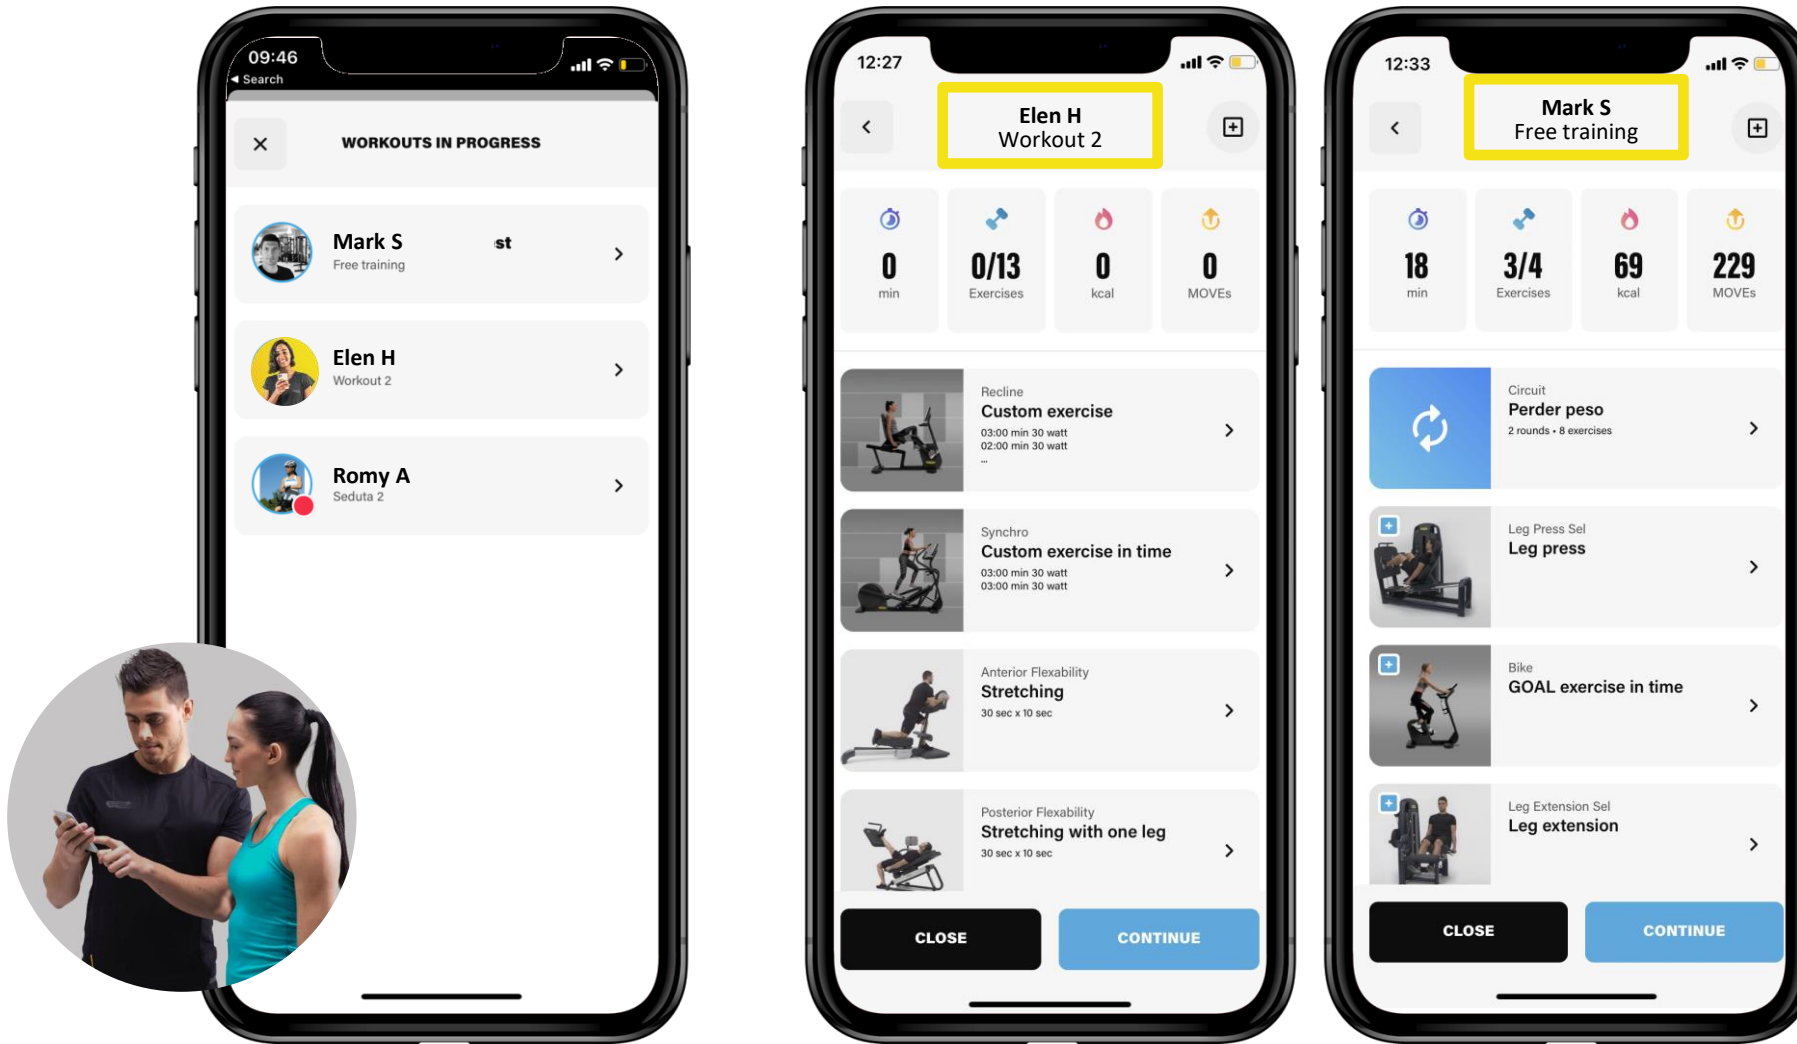 09:46
Search
WORKOUTS IN PROGRESS
Mark S
st
Free training
Elen H
Workout 2
Romy A
Seduta 2
12:27
Elen H
Workout 2
0
min
0/13
Exercises
0
kcal
0
MOVEs
Recline
Custom exercise
03:00 min 30 watt
02:00 min 30 watt
...
Synchro
Custom exercise in time
03:00 min 30 watt
03:00 min 30 watt
Anterior Flexability
Stretching
30 sec x 10 sec
Posterior Flexability
Stretching with one leg
30 sec x 10 sec
CLOSE
CONTINUE
12:33
Mark S
Free training
18
min
3/4
Exercises
69
kcal
229
MOVEs
Circuit
Perder peso
2 rounds • 8 exercises
Leg Press Sel
Leg press
Bike
GOAL exercise in time
Leg Extension Sel
Leg extension
CLOSE
CONTINUE